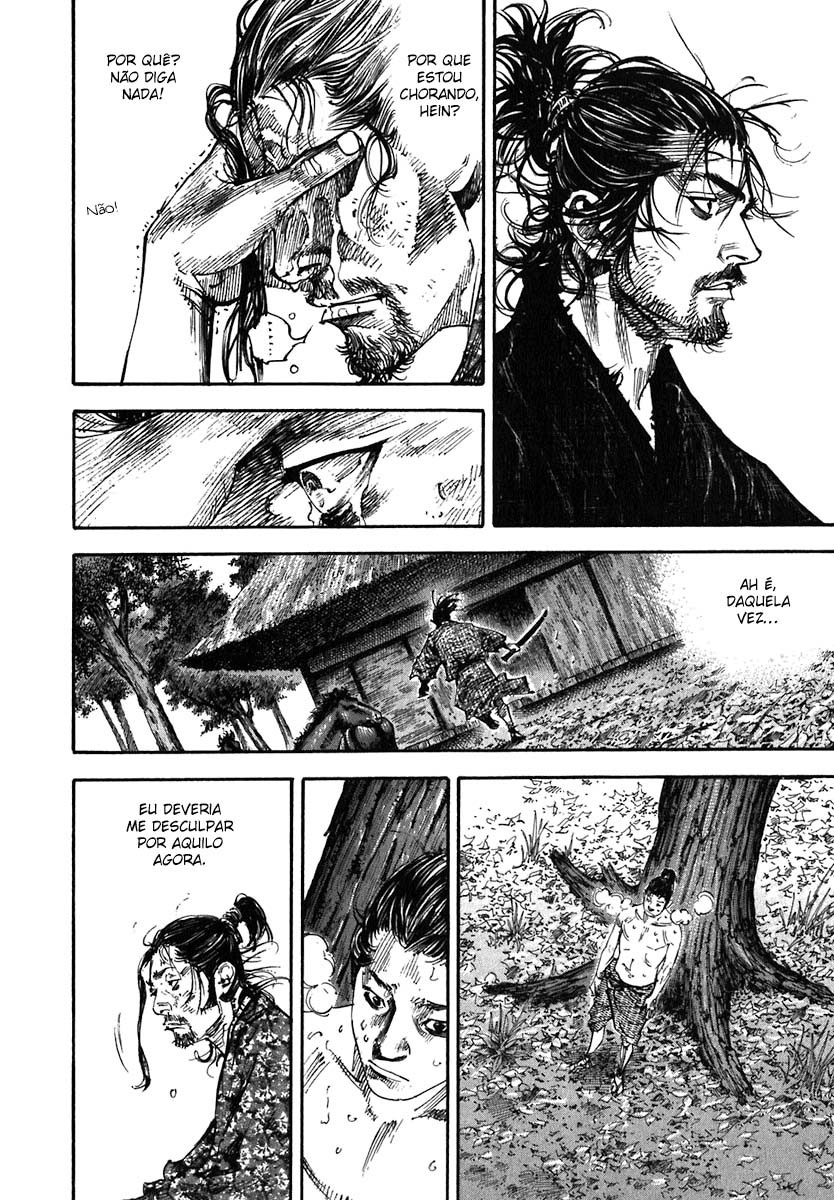 POR QUE
ESTOU
CHORANDO,
HEIN?
POR QUÊ?
NÃO DIGA
NADA!
Não!
.......
AH É,
DAQUELA
VEZ...
EU DEVERIA
ME DESCULPAR
POR AQUILO
AGORA.